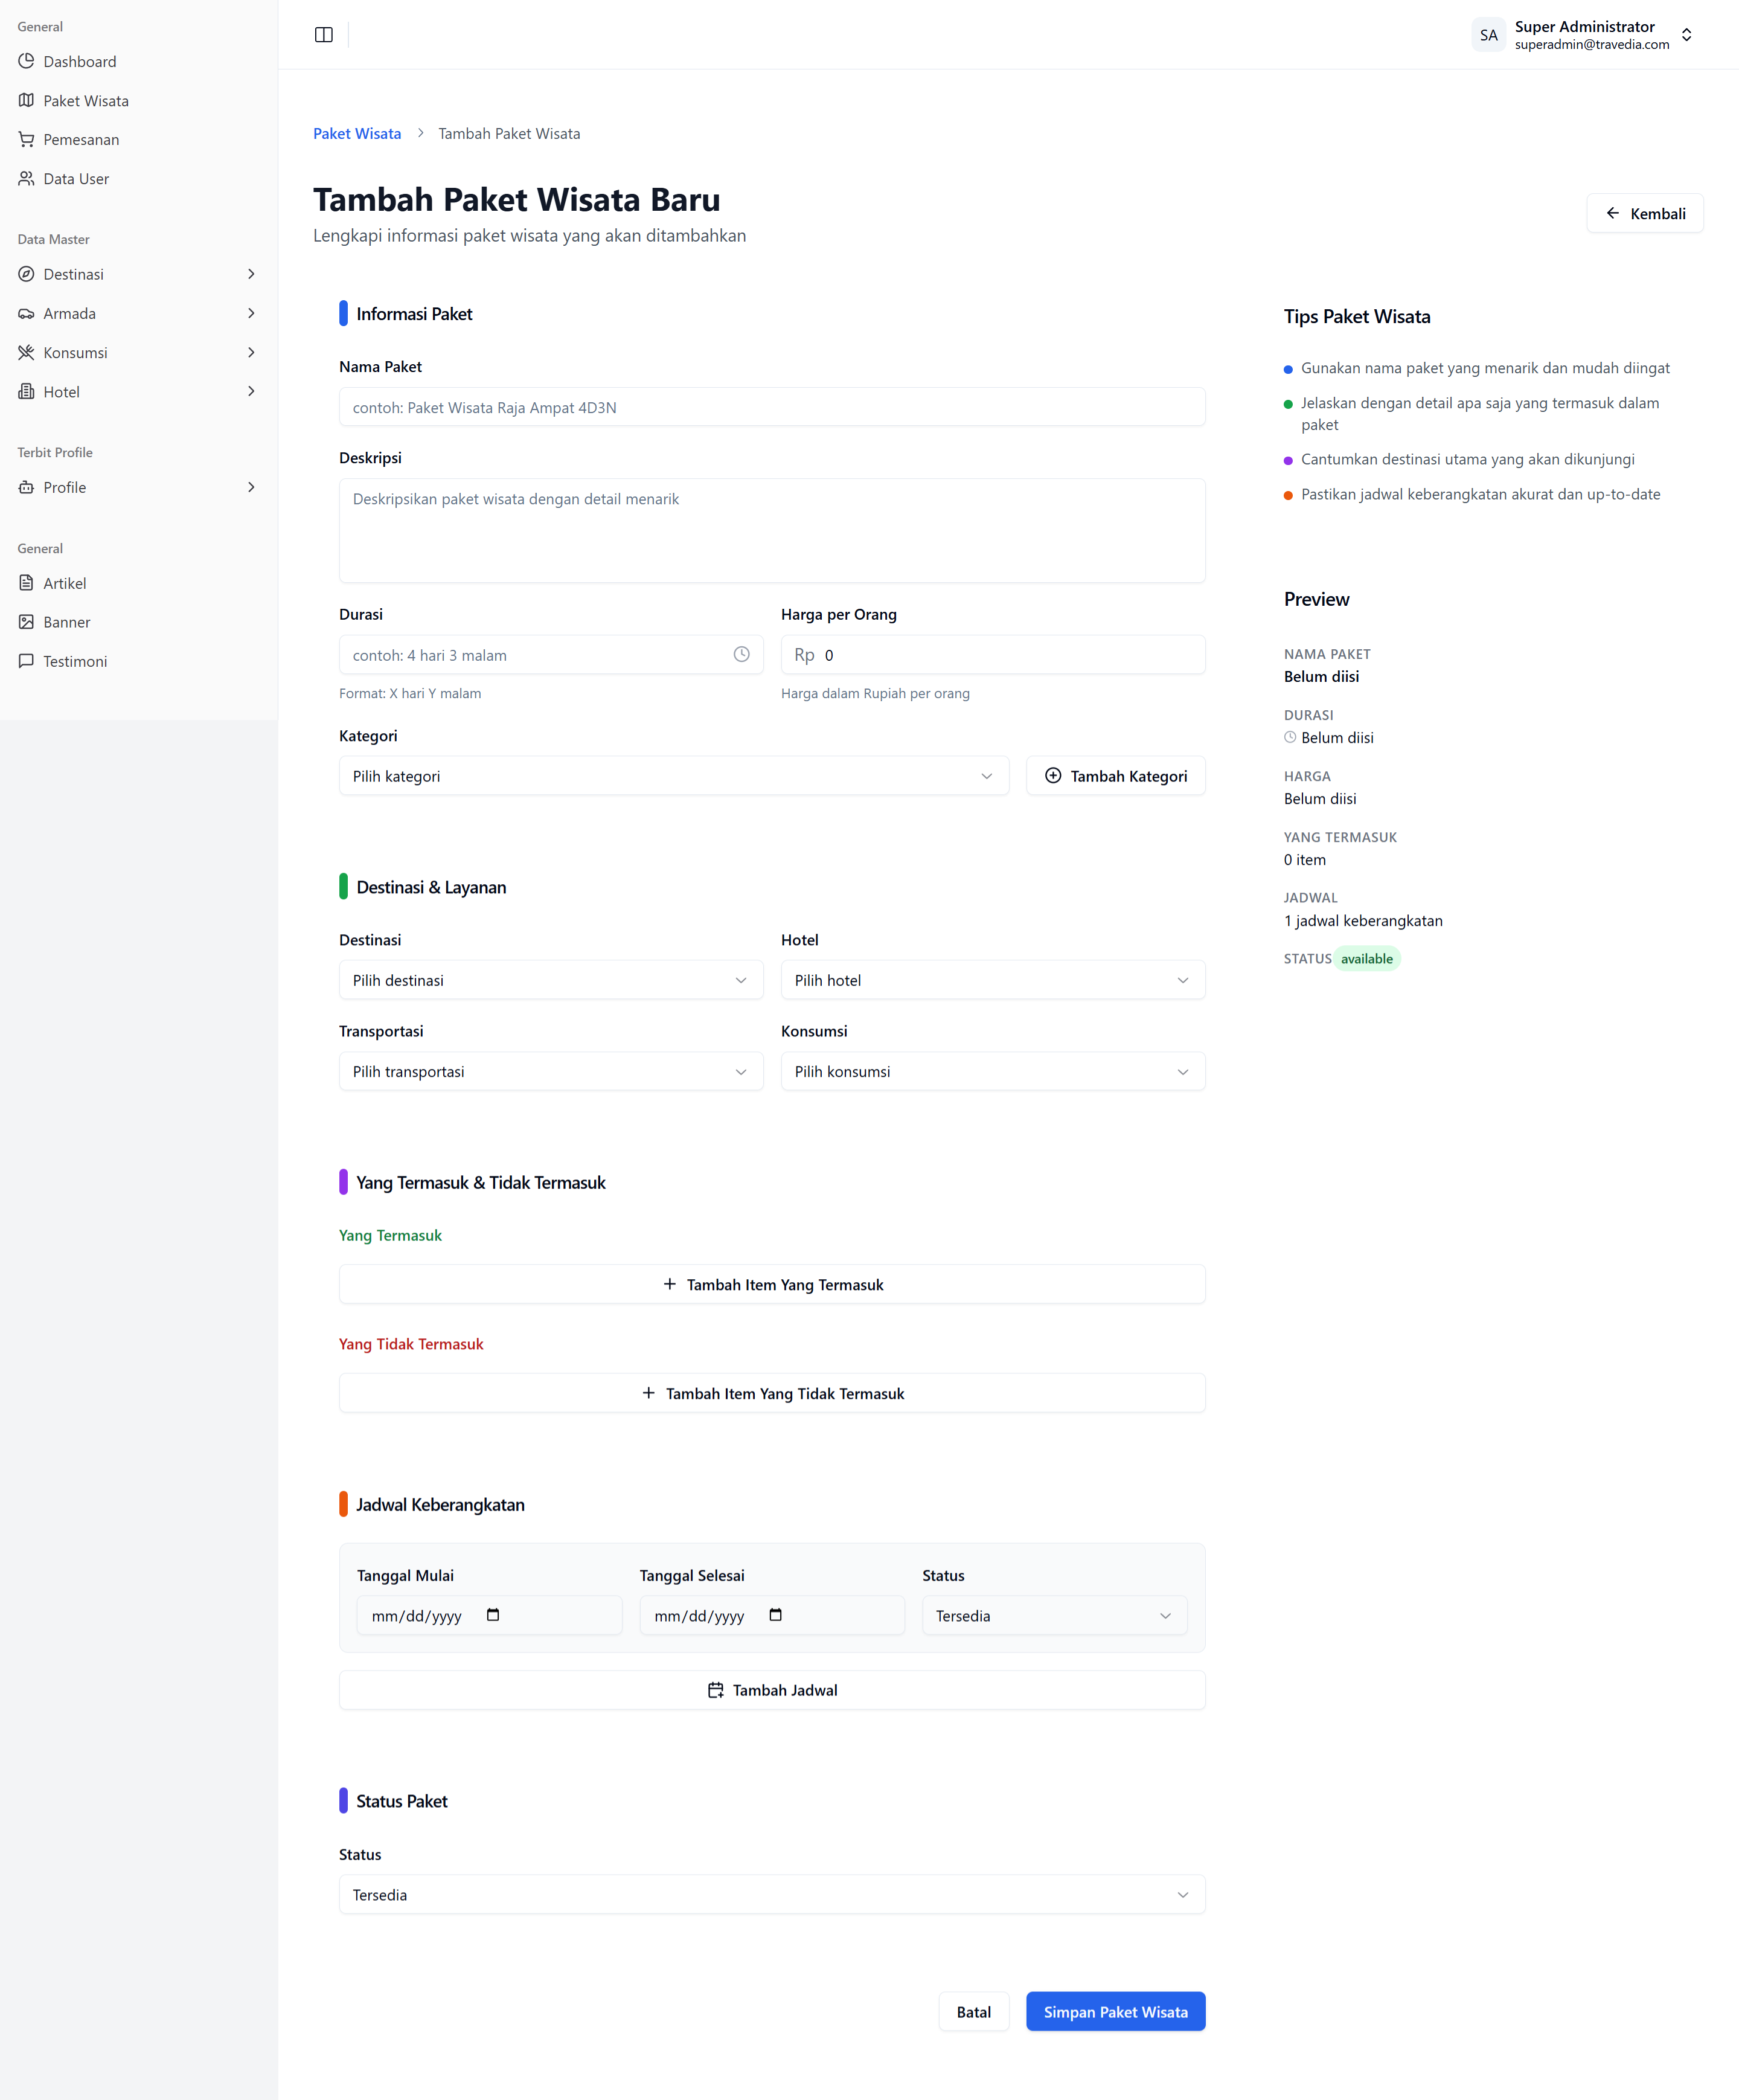 General
Dashboard
Paket Wisata
Pemesanan
Data User
Data Master
Destinasi
Armada
Konsumsi
Hotel
Terbit Profile
Profile
General
Artikel
Banner
Testimoni
SA
Super Administrator
superadmin@travedia.com
Paket Wisata > Tambah Paket Wisata
Tambah Paket Wisata Baru
Lengkapi informasi paket wisata yang akan ditambahkan
Kembali
Informasi Paket
Nama Paket
contoh: Paket Wisata Raja Ampat 4D3N
Deskripsi
Deskripsikan paket wisata dengan detail menarik
Durasi
contoh: 4 hari 3 malam
Format: X hari Y malam
Harga per Orang
Rp 0
Harga dalam Rupiah per orang
Kategori
Pilih kategori
Tambah Kategori
Destinasi & Layanan
Destinasi
Pilih destinasi
Hotel
Pilih hotel
Transportasi
Pilih transportasi
Konsumsi
Pilih konsumsi
Yang Termasuk & Tidak Termasuk
Yang Termasuk
Tambah Item Yang Termasuk
Yang Tidak Termasuk
Tambah Item Yang Tidak Termasuk
Jadwal Keberangkatan
Tanggal Mulai
mm/dd/yyyy
Tanggal Selesai
mm/dd/yyyy
Status
Tersedia
Tambah Jadwal
Status Paket
Status
Tersedia
Batal
Simpan Paket Wisata
Tips Paket Wisata
Gunakan nama paket yang menarik dan mudah diingat
Jelaskan dengan detail apa saja yang termasuk dalam
paket
Cantumkan destinasi utama yang akan dikunjungi
Pastikan jadwal keberangkatan akurat dan up-to-date
Preview
NAMA PAKET
Belum diisi
DURASI
Belum diisi
HARGA
Belum diisi
YANG TERMASUK
0 item
JADWAL
1 jadwal keberangkatan
STATUS available